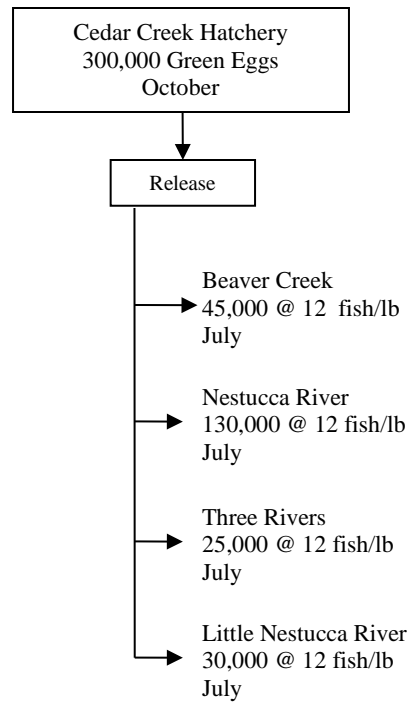 Cedar Creek Hatchery
300,000 Green Eggs
October
Release
Beaver Creek
45,000 @ 12 fish/lb
July
Nestucca River
130,000 @ 12 fish/lb
July
Three Rivers
25,000 @ 12 fish/lb
July
Little Nestucca River
30,000 @ 12 fish/lb
July